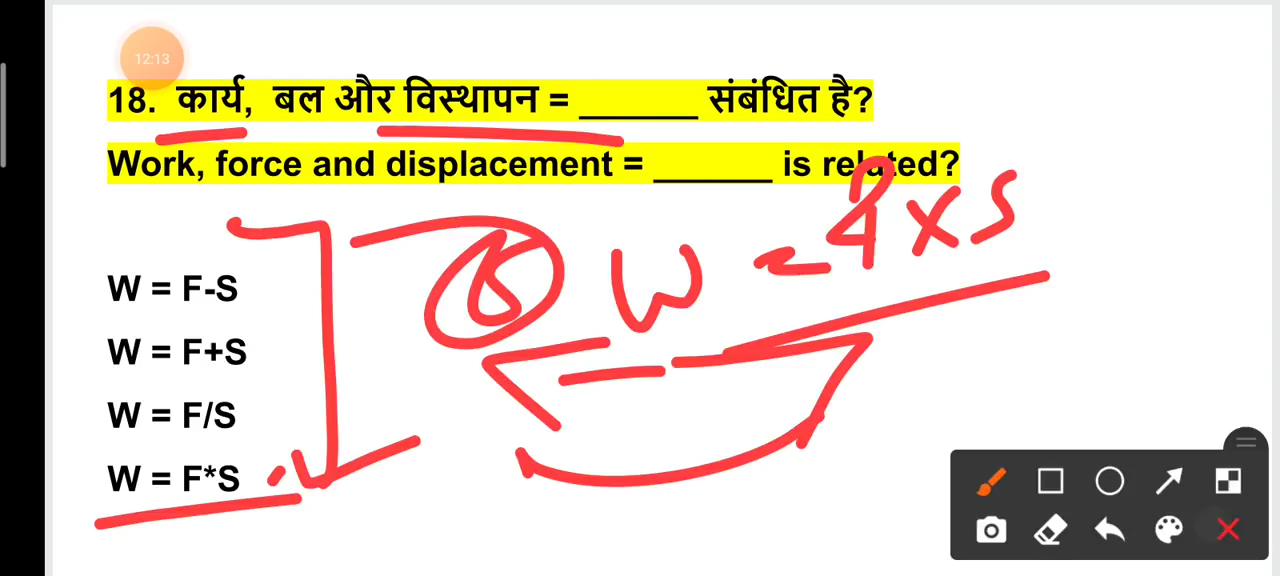 12:13
18. कार्य, बल और विस्थापन = ______ संबंधित है?
Work, force and displacement = ______ is related?
W = F×S
W = F-S
W = F+S
W = F/S
W = F*S